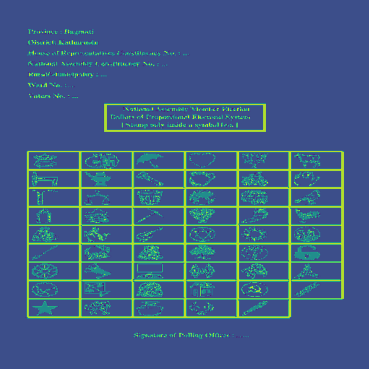 Province : Bagmati
District: Kathmandu
House of Representatives Constituency No. : ...
National Assembly Constituency No. : ...
Rural/Municipality : ...
Ward No. : ...
Voters No. : ...
National Assembly Member Election
Ballot of Proportional Electoral System
[Stamp only inside a symbol box]
Signature of Polling Officer : ......